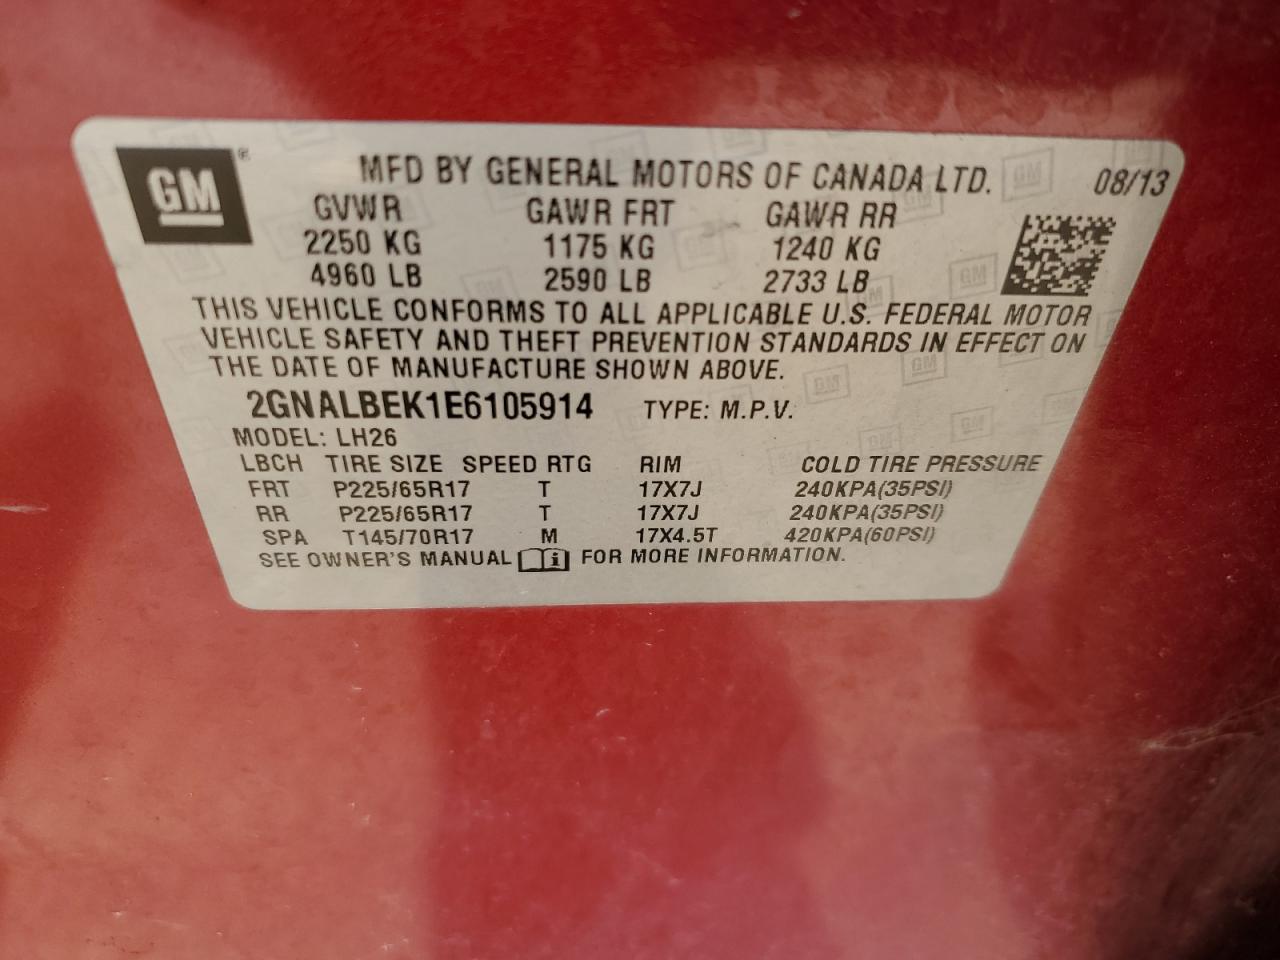 GM®
MFD BY GENERAL MOTORS OF CANADA LTD. 08/13
GVWR GAWR FRT GAWR RR
2250 KG 1175 KG 1240 KG
4960 LB 2590 LB 2733 LB
THIS VEHICLE CONFORMS TO ALL APPLICABLE U.S. FEDERAL MOTOR
VEHICLE SAFETY AND THEFT PREVENTION STANDARDS IN EFFECT ON
THE DATE OF MANUFACTURE SHOWN ABOVE.
2GNALBEK1E6105914 TYPE: M.P.V.
MODEL: LH26
LBCH TIRE SIZE SPEED RTG RIM COLD TIRE PRESSURE
FRT P225/65R17 T 17X7J 240KPA(35PSI)
RR P225/65R17 T 17X7J 240KPA(35PSI)
SPA T145/70R17 M 17X4.5T 420KPA(60PSI)
SEE OWNER'S MANUAL FOR MORE INFORMATION.